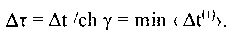 Δτ = Δt /ch γ = min ‹ Δt⁽ⁱ⁾›.